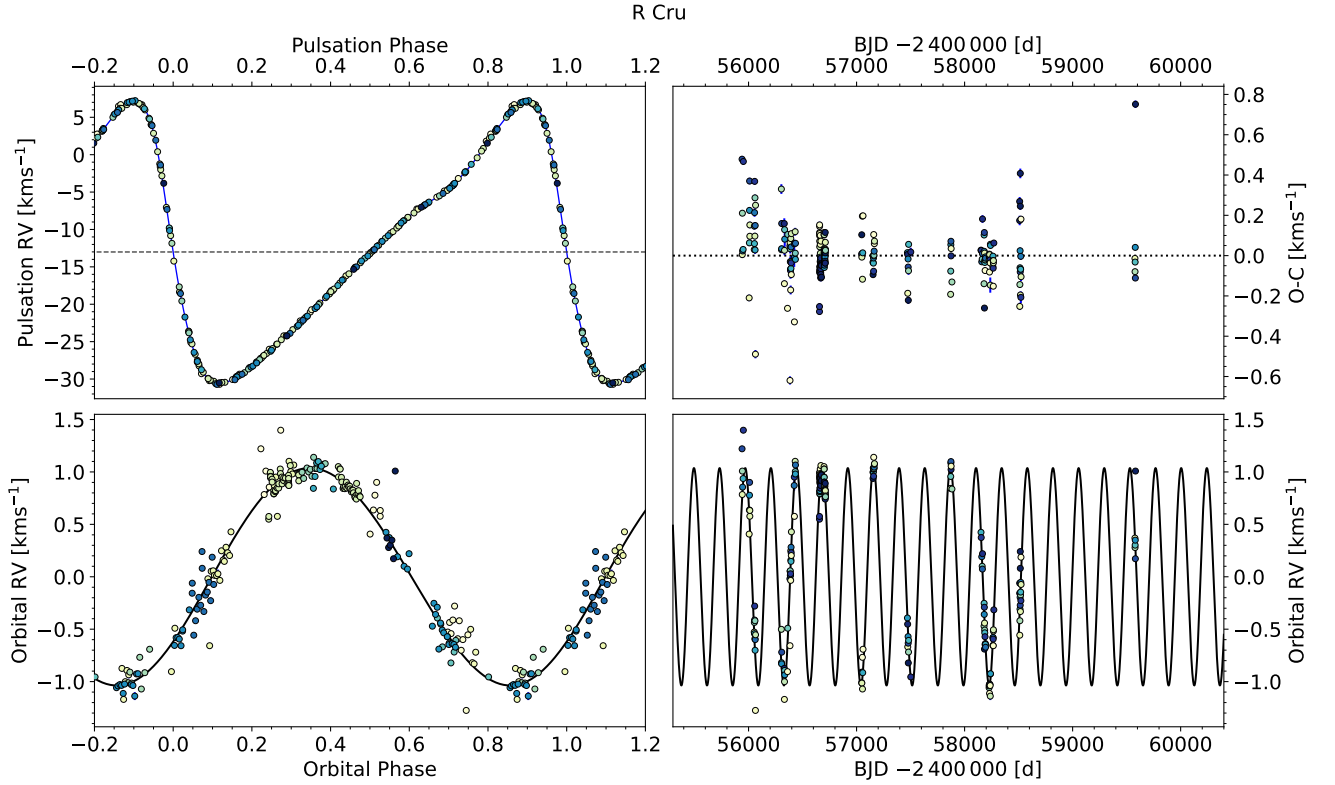 R Cru
Pulsation Phase
−0.2 0.0 0.2 0.4 0.6 0.8 1.0 1.2
Pulsation RV [kms−1]
5
0
−5
−10
−15
−20
−25
−30
BJD −2 400 000 [d]
56000 57000 58000 59000 60000
0.8
0.6
0.4
0.2
0.0
−0.2
−0.4
−0.6
O-C [kms−1]
Orbital RV [kms−1]
1.5
1.0
0.5
0.0
−0.5
−1.0
−0.2 0.0 0.2 0.4 0.6 0.8 1.0 1.2
Orbital Phase
1.5
1.0
0.5
0.0
−0.5
−1.0
Orbital RV [kms−1]
56000 57000 58000 59000 60000
BJD −2 400 000 [d]